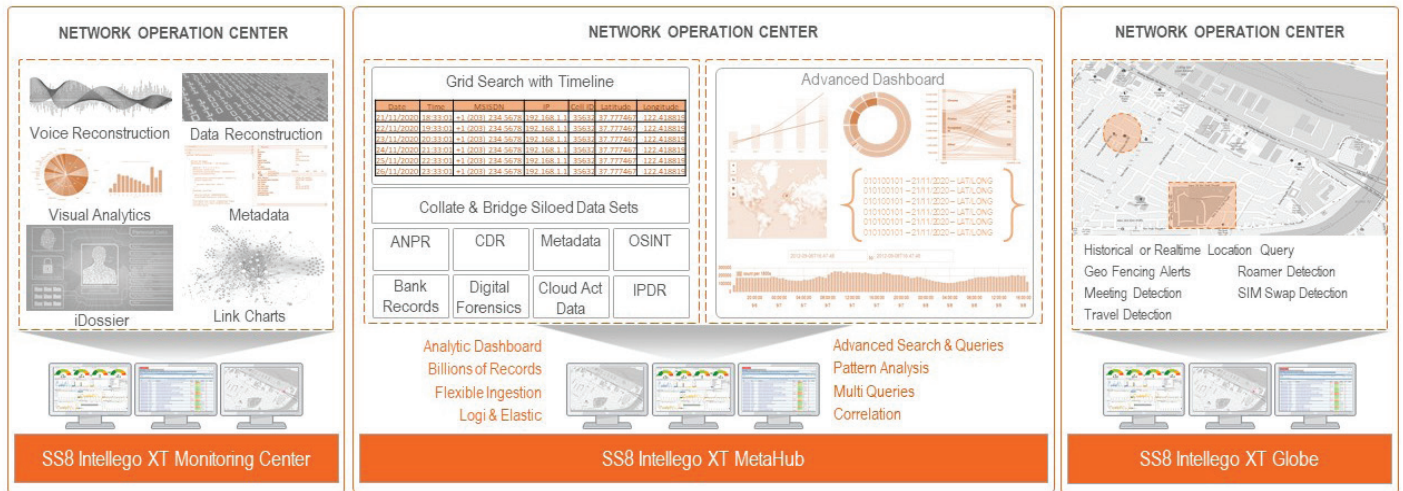 NETWORK OPERATION CENTER
Voice Reconstruction
Data Reconstruction
Visual Analytics
Metadata
iDossier
Link Charts
SS8 Intellego XT Monitoring Center
NETWORK OPERATION CENTER
Grid Search with Timeline
Date Time MSISDN IP Cell ID Latitude Longitude
21/11/2020 18:33:01 +1 (203) 234 5678 192.168.1.1 35632 37.777467 122.418819
22/11/2020 19:33:01 +1 (203) 234 5678 192.168.1.1 35632 37.777467 122.418819
23/11/2020 20:33:01 +1 (203) 234 5678 192.168.1.1 35632 37.777467 122.418819
24/11/2020 21:33:01 +1 (203) 234 5678 192.168.1.1 35632 37.777467 122.418819
25/11/2020 22:33:01 +1 (203) 234 5678 192.168.1.1 35632 37.777467 122.418819
26/11/2020 23:33:01 +1 (203) 234 5678 192.168.1.1 35632 37.777467 122.418819
Collate & Bridge Siloed Data Sets
ANPR
CDR
Metadata
OSINT
Bank
Records
Digital
Forensics
Cloud Act
Data
IPDR
Advanced Dashboard
010100101 – 21/11/2020 – LAT/LONG
010100101 – 21/11/2020 – LAT/LONG
010100101 – 21/11/2020 – LAT/LONG
010100101 – 21/11/2020 – LAT/LONG
010100101 – 21/11/2020 – LAT/LONG
010100101 – 21/11/2020 – LAT/LONG
Analytic Dashboard
Billions of Records
Flexible Ingestion
Logi & Elastic
Advanced Search & Queries
Pattern Analysis
Multi Queries
Correlation
SS8 Intellego XT MetaHub
NETWORK OPERATION CENTER
Historical or Realtime Location Query
Geo Fencing Alerts
Roamer Detection
Meeting Detection
SIM Swap Detection
Travel Detection
SS8 Intellego XT Globe